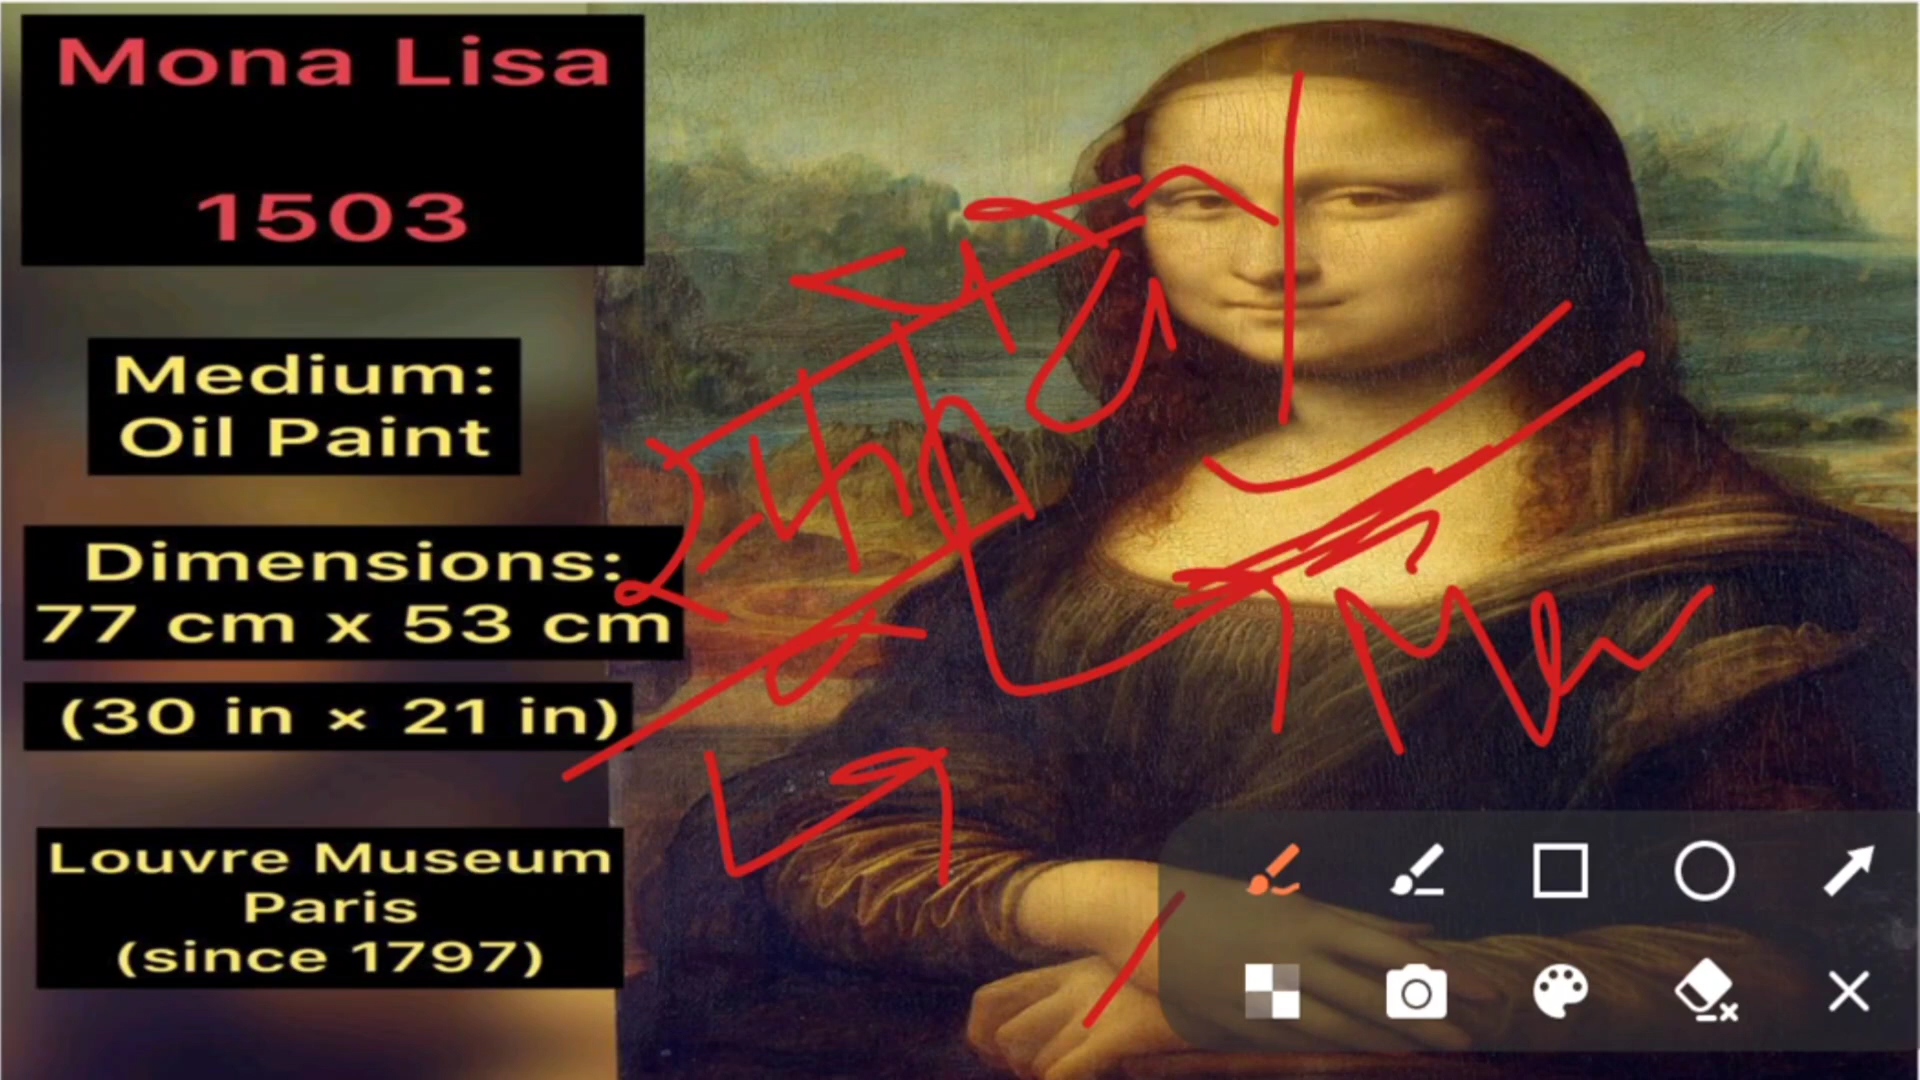 Mona Lisa
1503
Medium:
Oil Paint
Dimensions:
77 cm x 53 cm
(30 in × 21 in)
Louvre Museum
Paris
(since 1797)